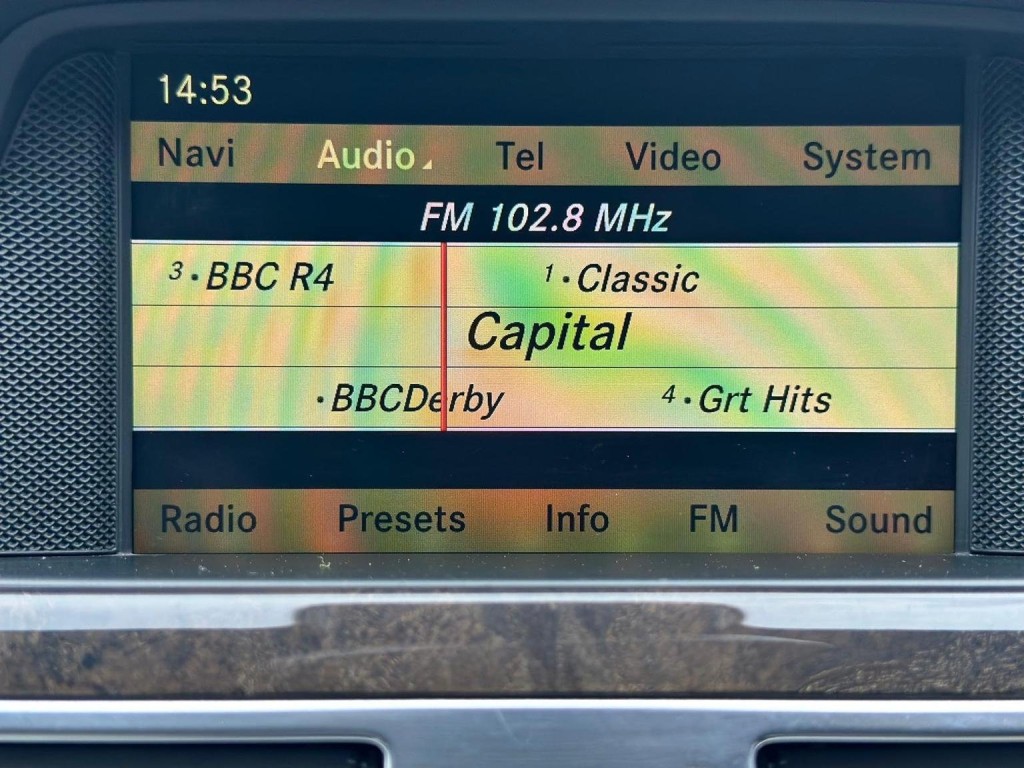 14:53
Navi Audio Tel Video System
FM 102.8 MHz
3 · BBC R4 1 · Classic
Capital
· BBCDerby 4 · Grt Hits
Radio Presets Info FM Sound